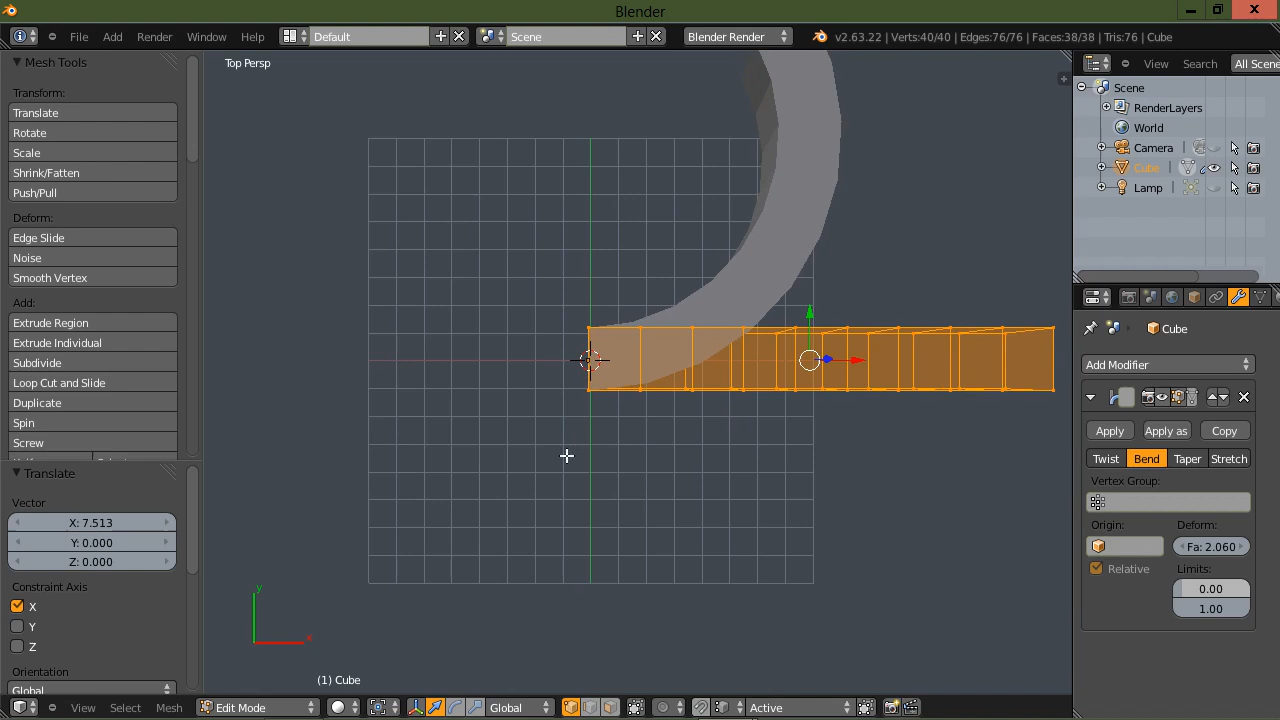 Blender
File Add Render Window Help Default Scene Blender Render v2.63.22 | Verts:40/40 | Edges:76/76 | Faces:38/38 | Tris:76 | Cube
Mesh Tools
Top Persp
View Search All Scene
Scene
Transform:
Translate
RenderLayers
Rotate
World
Scale
Camera
Shrink/Fatten
Cube
Push/Pull
Lamp
Deform:
Edge Slide
Noise
Smooth Vertex
Add:
Extrude Region
Cube
Extrude Individual
Subdivide
Add Modifier
Loop Cut and Slide
Duplicate
Spin
Apply Apply as Copy
Screw
Twist Bend Taper Stretch
Translate
Vertex Group:
Vector
X: 7.513
Origin: Deform:
Y: 0.000
Fa: 2.060
Z: 0.000
Relative Limits:
Constraint Axis
0.00
X
1.00
Y
Z
y
x
Orientation
(1) Cube
Global
View Select Mesh Edit Mode Global Active